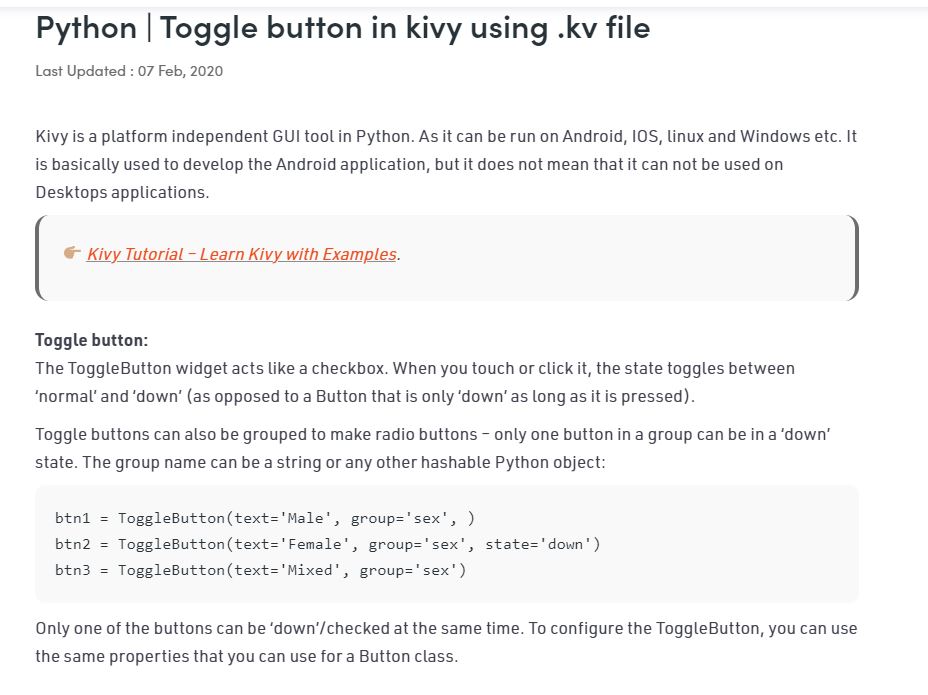 Python | Toggle button in kivy using .kv file
Last Updated : 07 Feb, 2020
Kivy is a platform independent GUI tool in Python. As it can be run on Android, IOS, linux and Windows etc. It
is basically used to develop the Android application, but it does not mean that it can not be used on
Desktops applications.
Kivy Tutorial – Learn Kivy with Examples.
Toggle button:
The ToggleButton widget acts like a checkbox. When you touch or click it, the state toggles between
‘normal’ and ‘down’ (as opposed to a Button that is only ‘down’ as long as it is pressed).
Toggle buttons can also be grouped to make radio buttons – only one button in a group can be in a ‘down’
state. The group name can be a string or any other hashable Python object:
btn1 = ToggleButton(text='Male', group='sex', )
btn2 = ToggleButton(text='Female', group='sex', state='down')
btn3 = ToggleButton(text='Mixed', group='sex')
Only one of the buttons can be ‘down’/checked at the same time. To configure the ToggleButton, you can use
the same properties that you can use for a Button class.